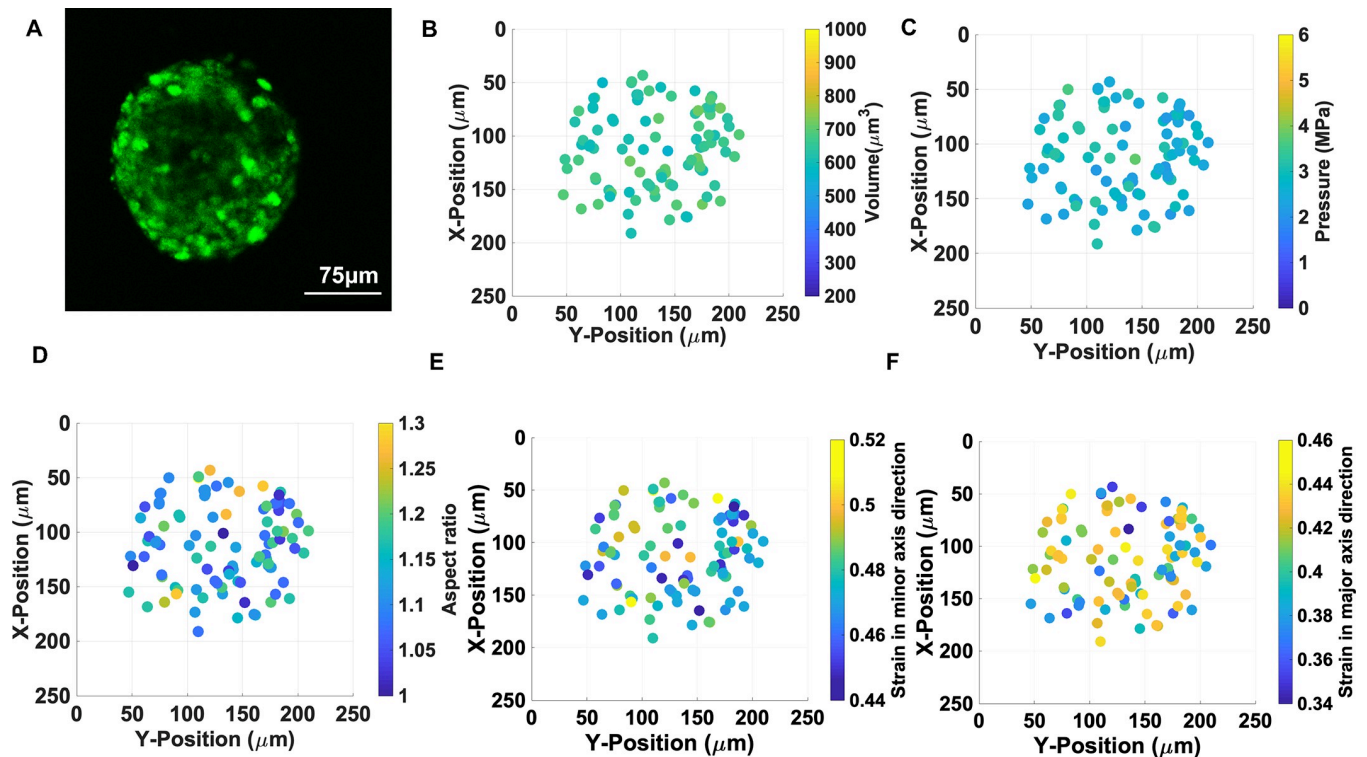 A
75μm
B
0
50
100
150
200
250
X-Position (μm)
0 50 100 150 200 250
Y-Position (μm)
1000
900
800
700
600
500
400
300
200
Volume(μm³)
C
0
50
100
150
200
250
X-Position (μm)
0 50 100 150 200 250
Y-Position (μm)
6
5
4
3
2
1
0
Pressure (MPa)
D
0
50
100
150
200
250
X-Position (μm)
0 50 100 150 200 250
Y-Position (μm)
1.3
1.25
1.2
1.15
1.1
1.05
1
Aspect ratio
E
0
50
100
150
200
250
X-Position (μm)
0 50 100 150 200 250
Y-Position (μm)
0.52
0.5
0.48
0.46
0.44
Strain in minor axis direction
F
0
50
100
150
200
250
X-Position (μm)
0 50 100 150 200 250
Y-Position (μm)
0.46
0.44
0.42
0.4
0.38
0.36
0.34
Strain in major axis direction